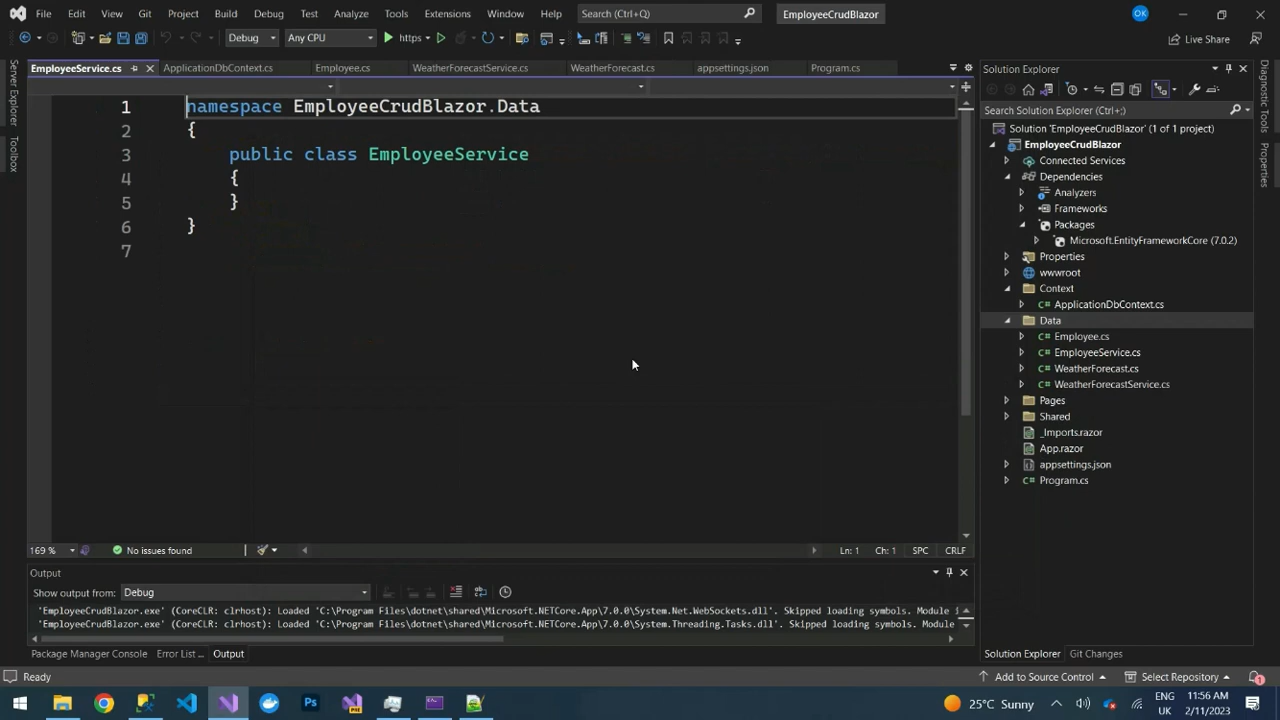 File Edit View Git Project Build Debug Test Analyze Tools Extensions Window Help Search (Ctrl+Q) EmployeeCrudBlazor OK
Debug Any CPU https Live Share
EmployeeService.cs ApplicationDbContext.cs Employee.cs WeatherForecastService.cs WeatherForecast.cs appsettings.json Program.cs
1 namespace EmployeeCrudBlazor.Data
2 {
3 public class EmployeeService
4 {
5 }
6 }
7
169 % No issues found Ln: 1 Ch: 1 SPC CRLF
Output
Show output from: Debug
'EmployeeCrudBlazor.exe' (CoreCLR: clrhost): Loaded 'C:\Program Files\dotnet\shared\Microsoft.NETCore.App\7.0.0\System.Net.WebSockets.dll'. Skipped loading symbols. Module
'EmployeeCrudBlazor.exe' (CoreCLR: clrhost): Loaded 'C:\Program Files\dotnet\shared\Microsoft.NETCore.App\7.0.0\System.Threading.Tasks.dll'. Skipped loading symbols. Module
Package Manager Console Error List ... Output
Server Explorer
Toolbox
Solution Explorer
Search Solution Explorer (Ctrl+;)
Solution 'EmployeeCrudBlazor' (1 of 1 project)
EmployeeCrudBlazor
Connected Services
Dependencies
Analyzers
Frameworks
Packages
Microsoft.EntityFrameworkCore (7.0.2)
Properties
wwwroot
Context
ApplicationDbContext.cs
Data
Employee.cs
EmployeeService.cs
WeatherForecast.cs
WeatherForecastService.cs
Pages
Shared
_Imports.razor
App.razor
appsettings.json
Program.cs
Solution Explorer Git Changes
Diagnostic Tools
Properties
Ready Add to Source Control Select Repository 1
Ps 25°C Sunny ENG UK 11:56 AM 2/11/2023